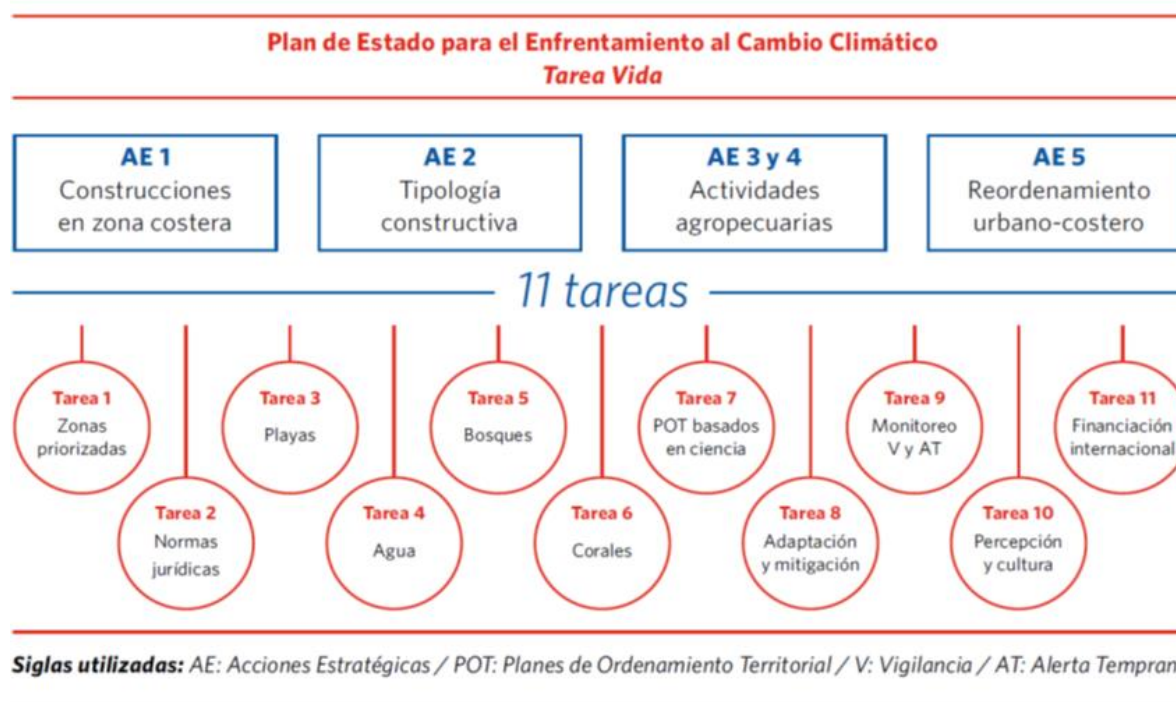 Plan de Estado para el Enfrentamiento al Cambio Climático
Tarea Vida
AE 1
Construcciones
en zona costera
AE 2
Tipología
constructiva
AE 3 y 4
Actividades
agropecuarias
AE 5
Reordenamiento
urbano-costero
11 tareas
Tarea 1
Zonas
priorizadas
Tarea 2
Normas
jurídicas
Tarea 3
Playas
Tarea 4
Agua
Tarea 5
Bosques
Tarea 6
Corales
Tarea 7
POT basados
en ciencia
Tarea 8
Adaptación
y mitigación
Tarea 9
Monitoreo
V y AT
Tarea 10
Percepción
y cultura
Tarea 11
Financiación
internacional
Siglas utilizadas: AE: Acciones Estratégicas / POT: Planes de Ordenamiento Territorial / V: Vigilancia / AT: Alerta Tempran